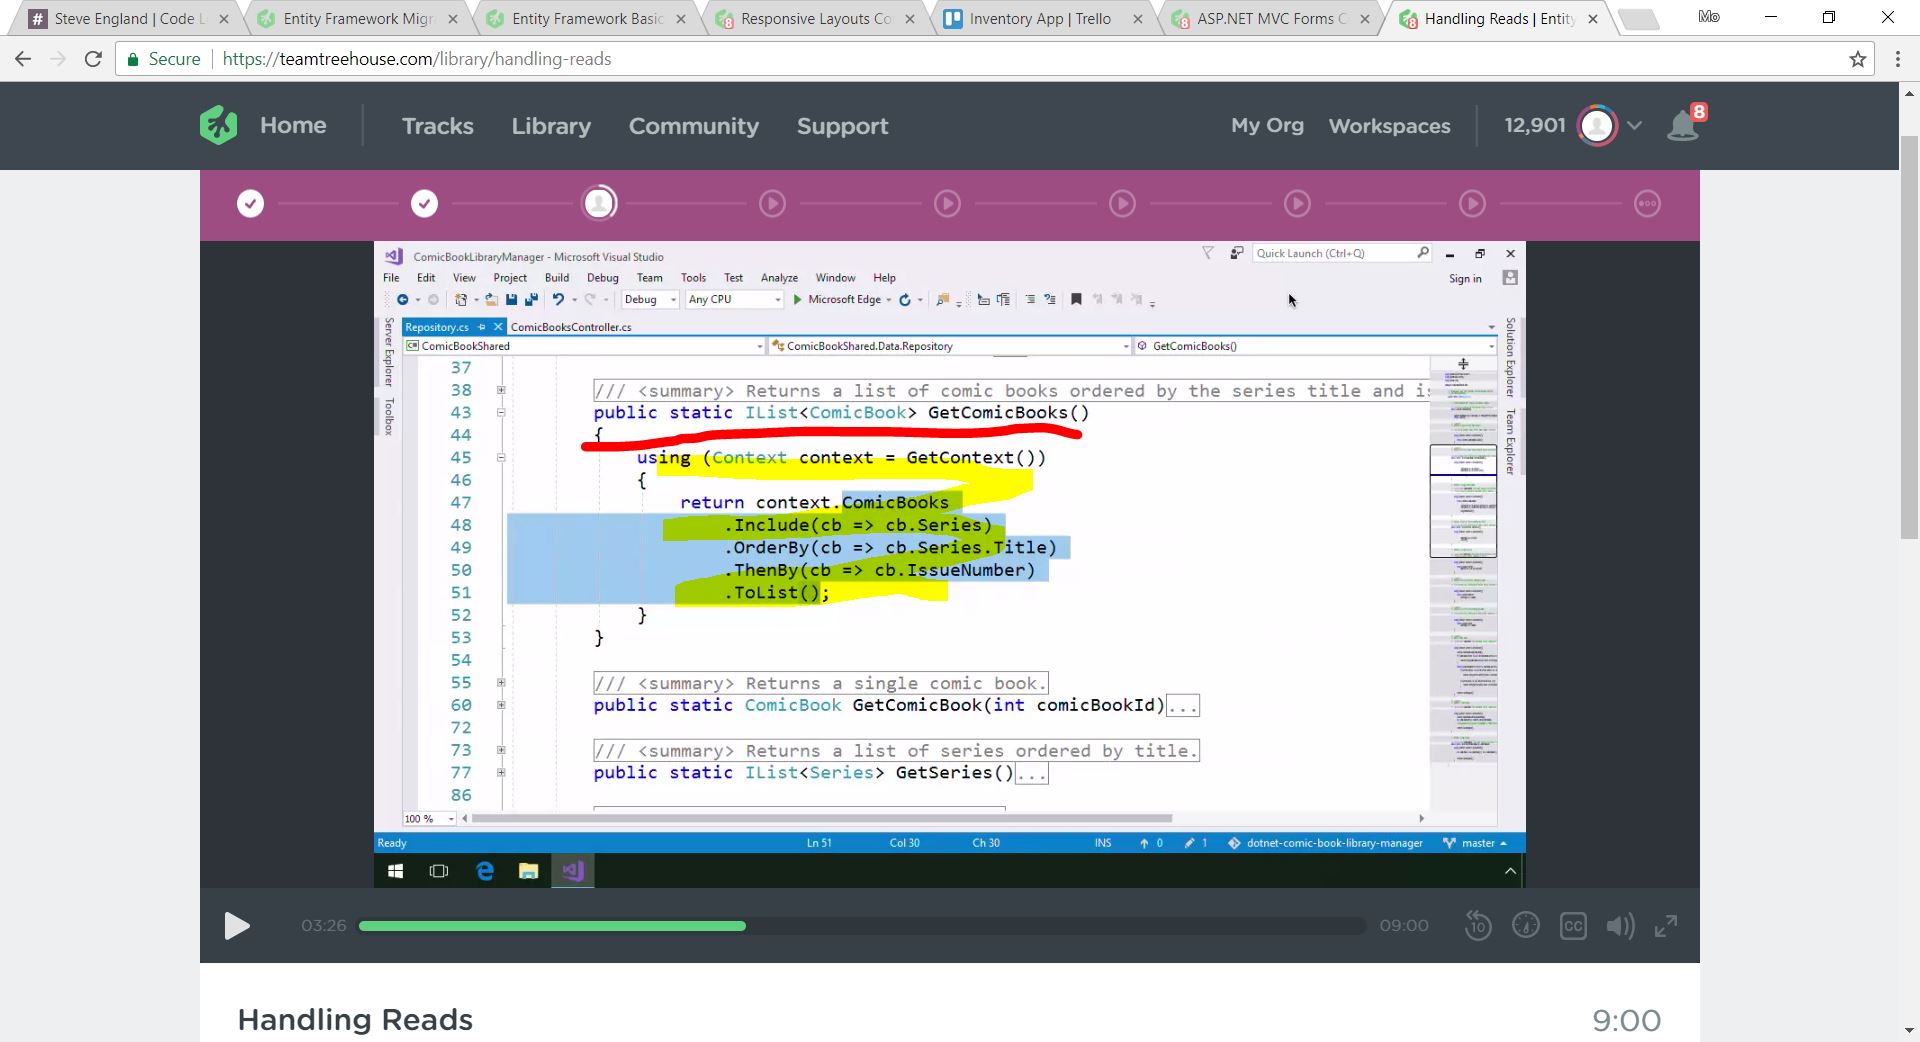 Steve England | Code L
Entity Framework Migr
Entity Framework Basic
Responsive Layouts Co
Inventory App | Trello
ASP.NET MVC Forms C
Handling Reads | Entity
Mo
Secure
https://teamtreehouse.com/library/handling-reads
Home Tracks Library Community Support My Org Workspaces 12,901 8
ComicBookLibraryManager - Microsoft Visual Studio
Quick Launch (Ctrl+Q)
File Edit View Project Build Debug Team Tools Test Analyze Window Help
Sign in
Debug Any CPU Microsoft Edge
Server Explorer
Toolbox
Solution Explorer
Team Explorer
Repository.cs ComicBooksController.cs
ComicBookShared ComicBookShared.Data.Repository GetComicBooks()
37
38 /// <summary> Returns a list of comic books ordered by the series title and is
43 public static IList<ComicBook> GetComicBooks()
44 {
45 using (Context context = GetContext())
46 {
47 return context.ComicBooks
48 .Include(cb => cb.Series)
49 .OrderBy(cb => cb.Series.Title)
50 .ThenBy(cb => cb.IssueNumber)
51 .ToList();
52 }
53 }
54
55 /// <summary> Returns a single comic book.
60 public static ComicBook GetComicBook(int comicBookId)...
72
73 /// <summary> Returns a list of series ordered by title.
77 public static IList<Series> GetSeries()...
86
100 %
Ready Ln 51 Col 30 Ch 30 INS 0 1 dotnet-comic-book-library-manager master
03:26 09:00 10 CC
Handling Reads 9:00